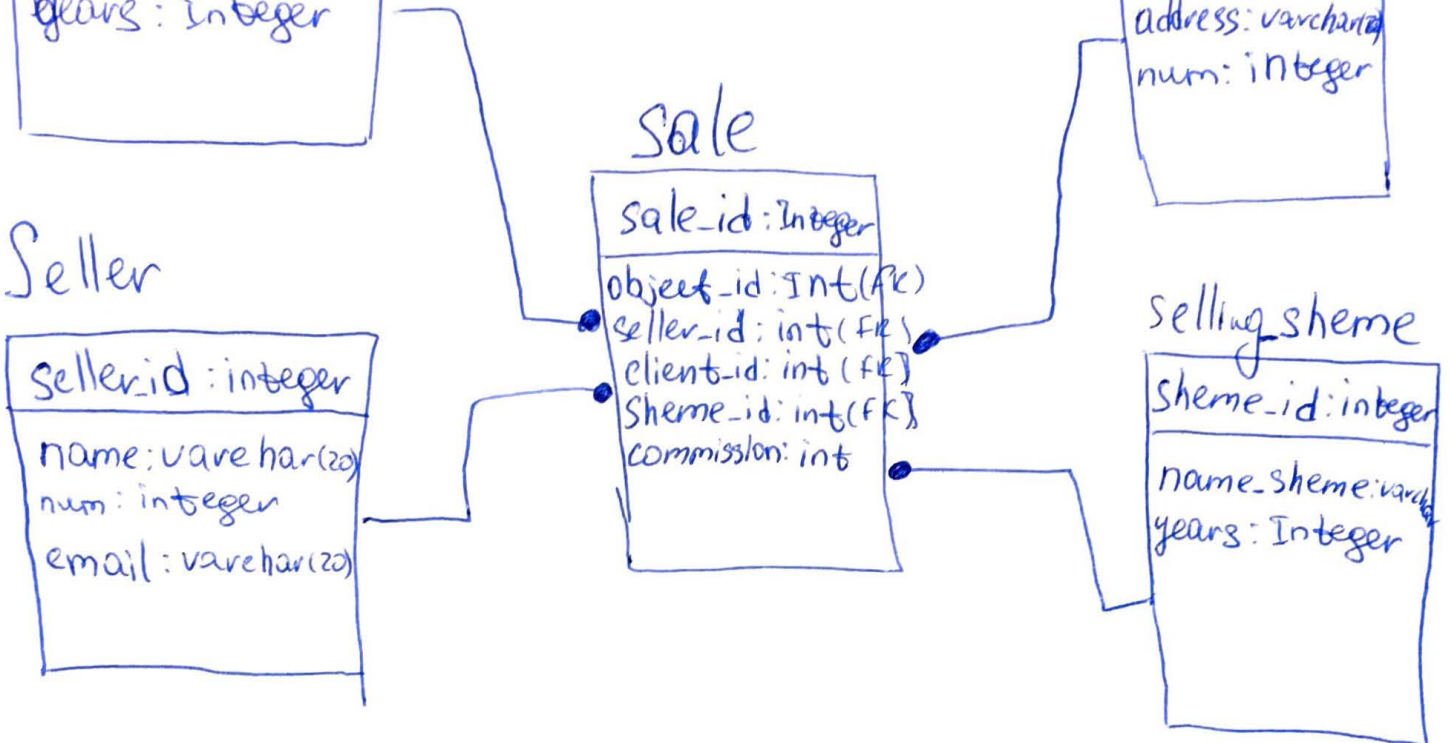 years: Integer
address: varchar(20)
num: integer
sale
sale_id: Integer
object_id: Int(fk)
seller_id: int(fk)
client_id: int(fk)
Sheme_id: int(fk)
commission: int
Seller
seller_id: integer
name: varchar(20)
num: integer
email: varchar(20)
selling_sheme
Sheme_id: integer
name_sheme: varchar
years: Integer